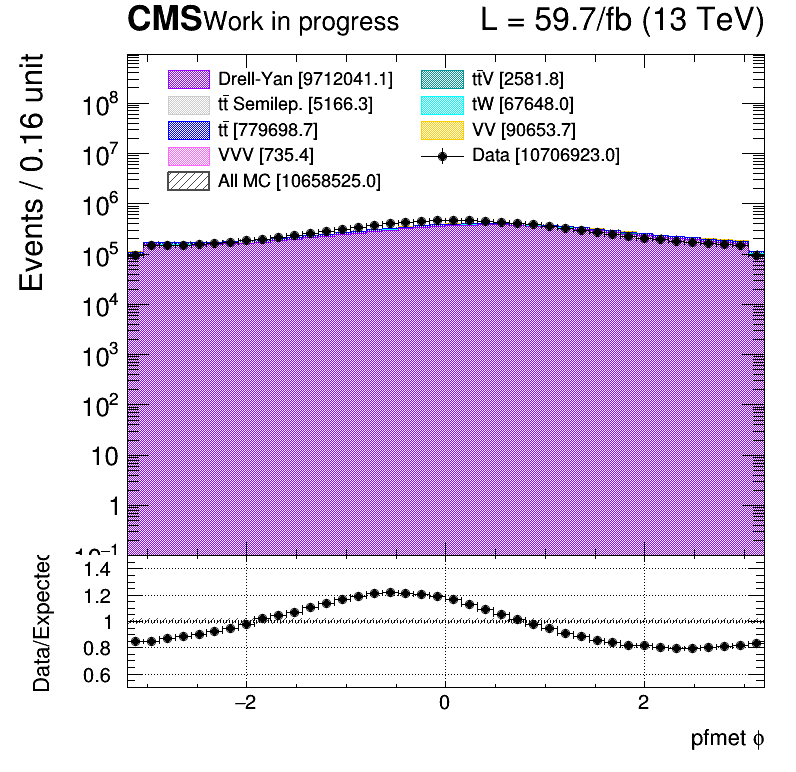 CMS Work in progress L = 59.7/fb (13 TeV)
Events / 0.16 unit
Drell-Yan [9712041.1]
tt̄V [2581.8]
tt̄ Semilep. [5166.3]
tW [67648.0]
tt̄ [779698.7]
VV [90653.7]
VVV [735.4]
Data [10706923.0]
All MC [10658525.0]
10⁸
10⁷
10⁶
10⁵
10⁴
10³
10²
10
1
10⁻¹
Data/Expected
1.4
1.2
1
0.8
0.6
−2 0 2
pfmet ϕ